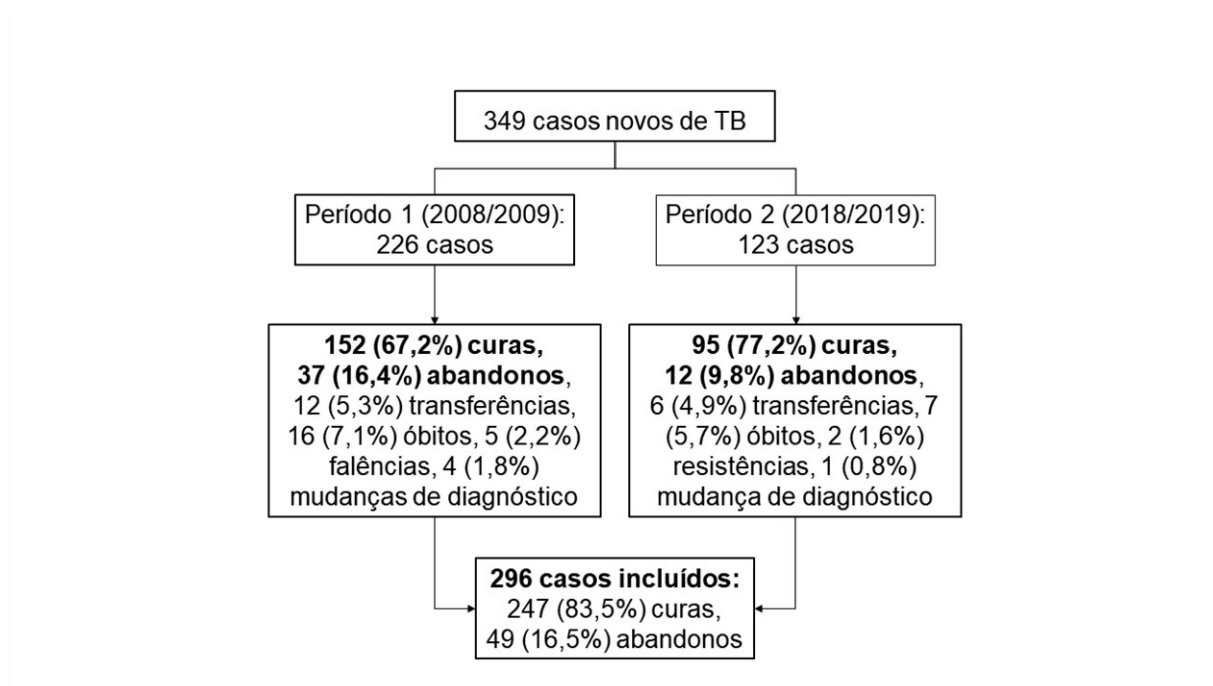 349 casos novos de TB
Período 1 (2008/2009):
226 casos
Período 2 (2018/2019):
123 casos
152 (67,2%) curas,
37 (16,4%) abandonos,
12 (5,3%) transferências,
16 (7,1%) óbitos, 5 (2,2%)
falências, 4 (1,8%)
mudanças de diagnóstico
95 (77,2%) curas,
12 (9,8%) abandonos,
6 (4,9%) transferências, 7
(5,7%) óbitos, 2 (1,6%)
resistências, 1 (0,8%)
mudança de diagnóstico
296 casos incluídos:
247 (83,5%) curas,
49 (16,5%) abandonos